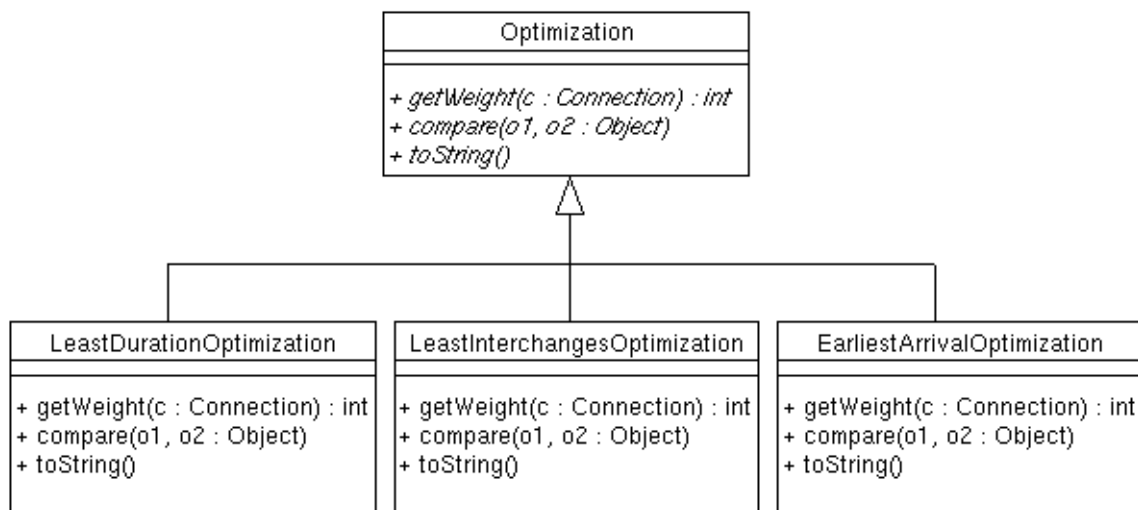 Optimization
+ getWeight(c : Connection) : int
+ compare(o1, o2 : Object)
+ toString()
LeastDurationOptimization
+ getWeight(c : Connection) : int
+ compare(o1, o2 : Object)
+ toString()
LeastInterchangesOptimization
+ getWeight(c : Connection) : int
+ compare(o1, o2 : Object)
+ toString()
EarliestArrivalOptimization
+ getWeight(c : Connection) : int
+ compare(o1, o2 : Object)
+ toString()